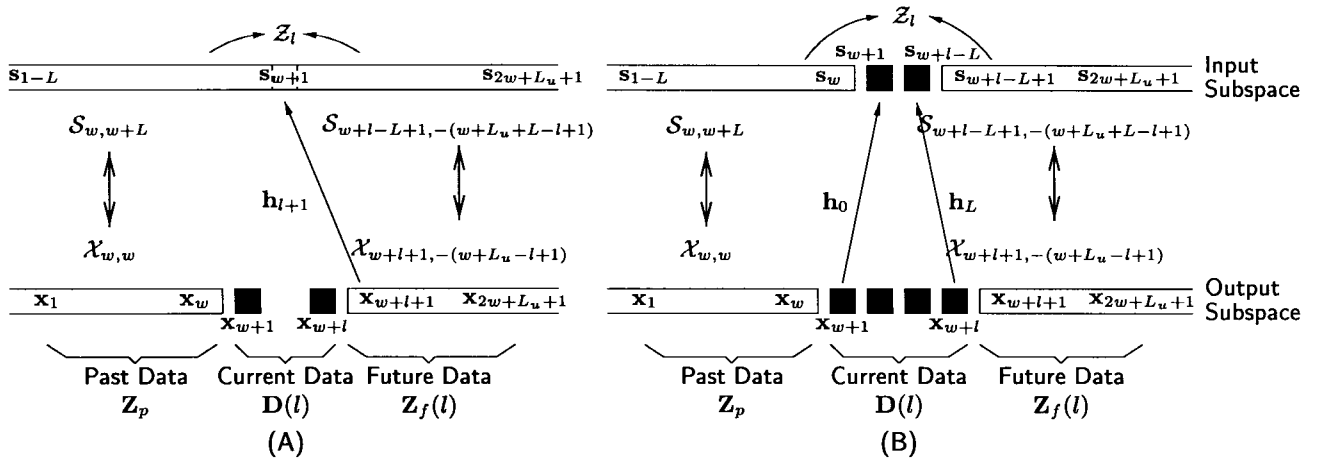 𝒵_l
s_{1−L} s_{w+1} s_{2w+L_u+1}
𝒮_{w,w+L} 𝒮_{w+l−L+1,−(w+L_u+L−l+1)}
h_{l+1}
𝒳_{w,w} 𝒳_{w+l+1,−(w+L_u−l+1)}
x_1 x_w x_{w+l+1} x_{2w+L_u+1}
x_{w+1} x_{w+l}
Past Data Current Data Future Data
Z_p D(l) Z_f(l)
(A)
𝒵_l
s_{w+1} s_{w+l−L}
s_{1−L} s_w s_{w+l−L+1} s_{2w+L_u+1}
Input
Subspace
𝒮_{w,w+L} 𝒮_{w+l−L+1,−(w+L_u+L−l+1)}
h_0 h_L
𝒳_{w,w} 𝒳_{w+l+1,−(w+L_u−l+1)}
x_1 x_w x_{w+l+1} x_{2w+L_u+1}
Output
Subspace
x_{w+1} x_{w+l}
Past Data Current Data Future Data
Z_p D(l) Z_f(l)
(B)